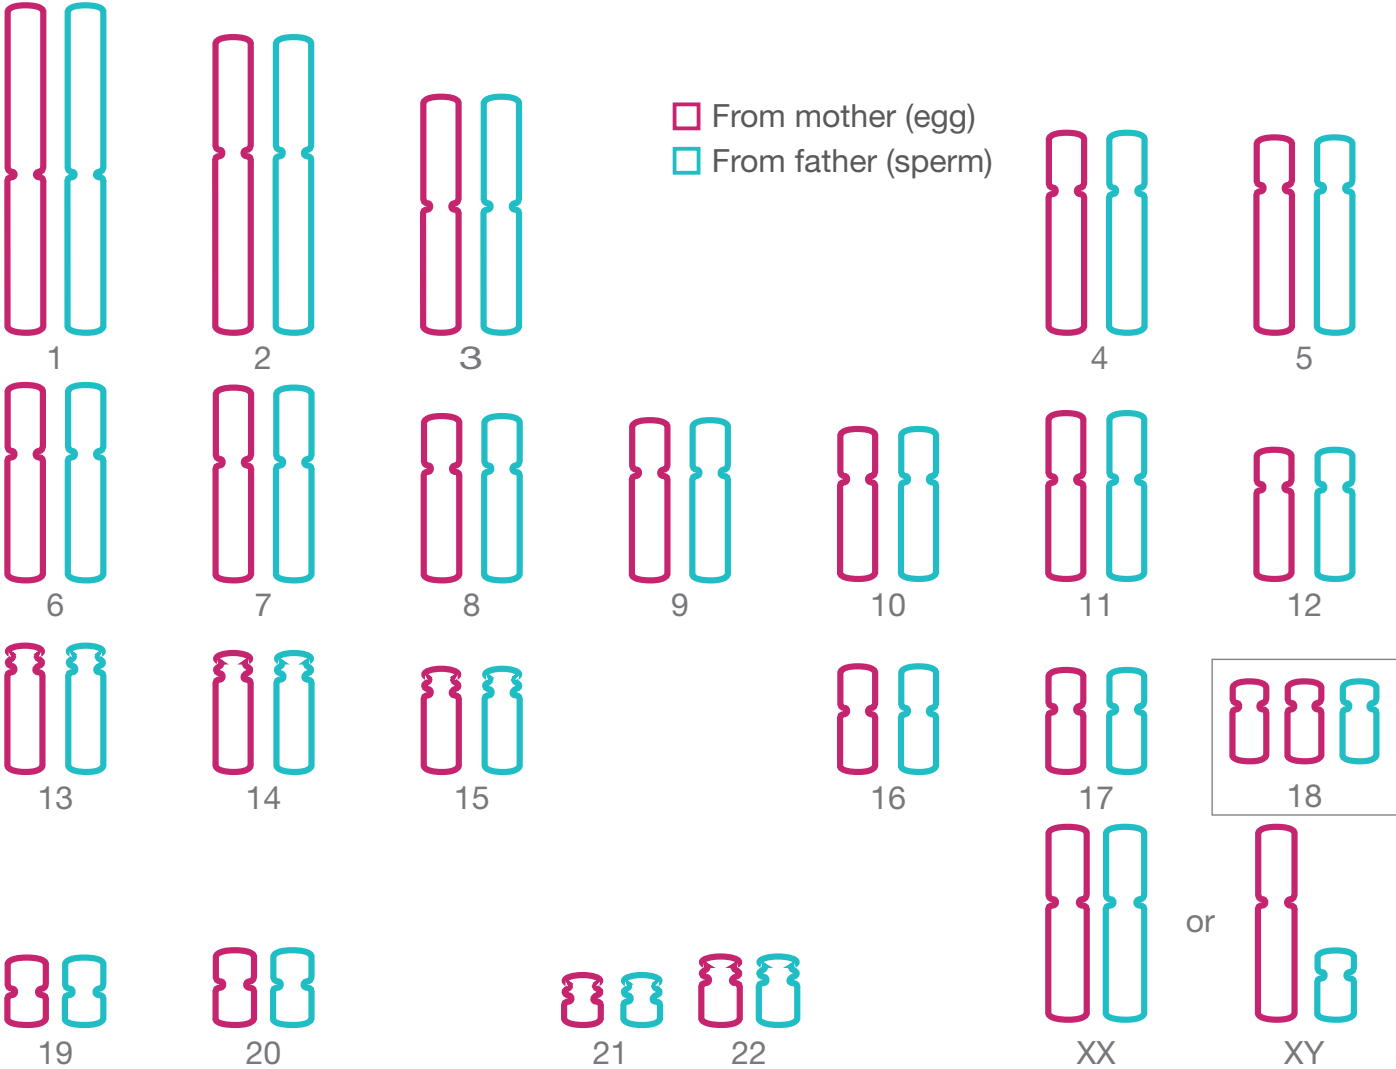 From mother (egg)
From father (sperm)
1 2 3 4 5
6 7 8 9 10 11 12
13 14 15 16 17 18
or
19 20 21 22 XX XY